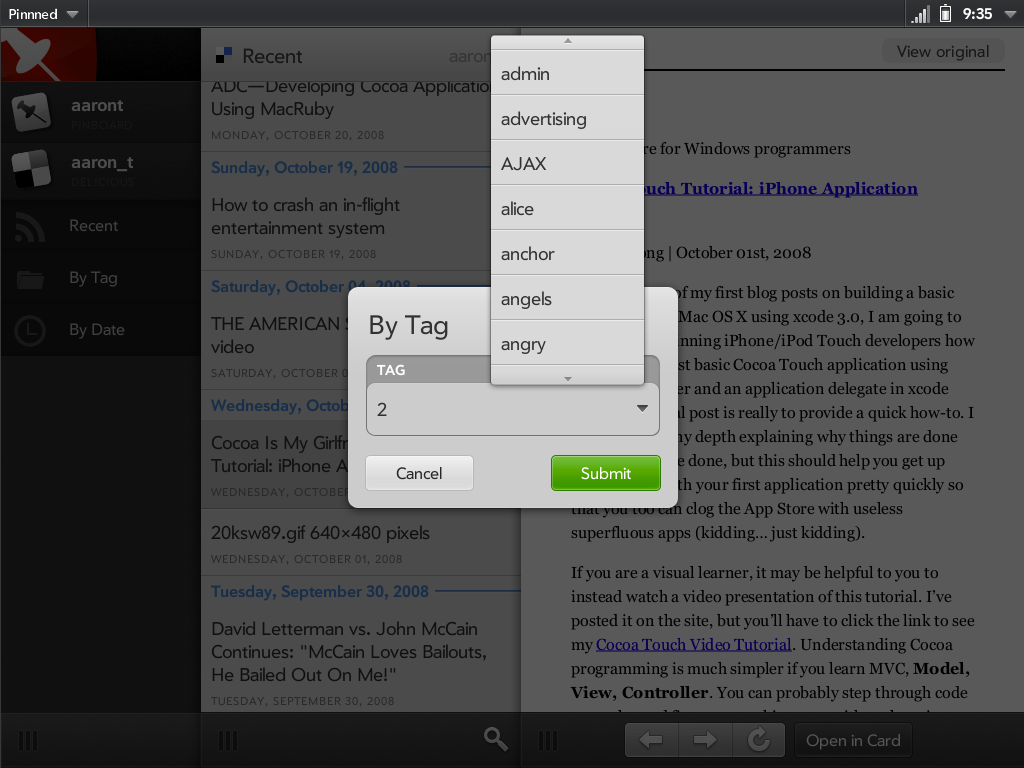 Pinnned
9:35
aaront
PINBOARD
aaron_t
DELICIOUS
Recent
By Tag
By Date
Recent
aaron
ADC—Developing Cocoa Applicatio
Using MacRuby
MONDAY, OCTOBER 20, 2008
Sunday, October 19, 2008
How to crash an in-flight
entertainment system
SUNDAY, OCTOBER 19, 2008
Saturday, October 04, 2008
THE AMERICAN
video
SATURDAY, OCTOBER
Wednesday, Octob
Cocoa Is My Girlfr
Tutorial: iPhone A
WEDNESDAY, OCTOBER
20ksw89.gif 640×480 pixels
WEDNESDAY, OCTOBER 01, 2008
Tuesday, September 30, 2008
David Letterman vs. John McCain
Continues: "McCain Loves Bailouts,
He Bailed Out On Me!"
TUESDAY, SEPTEMBER 30, 2008
admin
advertising
AJAX
alice
anchor
angels
angry
By Tag
TAG
2
Cancel
Submit
View original
re for Windows programmers
ouch Tutorial: iPhone Application
ong | October 01st, 2008
of my first blog posts on building a basic
Mac OS X using xcode 3.0, I am going to
nning iPhone/iPod Touch developers how
st basic Cocoa Touch application using
er and an application delegate in xcode
al post is really to provide a quick how-to. I
ny depth explaining why things are done
e done, but this should help you get up
th your first application pretty quickly so
that you too can clog the App Store with useless
superfluous apps (kidding... just kidding).
If you are a visual learner, it may be helpful to you to
instead watch a video presentation of this tutorial. I've
posted it on the site, but you'll have to click the link to see
my Cocoa Touch Video Tutorial. Understanding Cocoa
programming is much simpler if you learn MVC, Model,
View, Controller. You can probably step through code
Open in Card